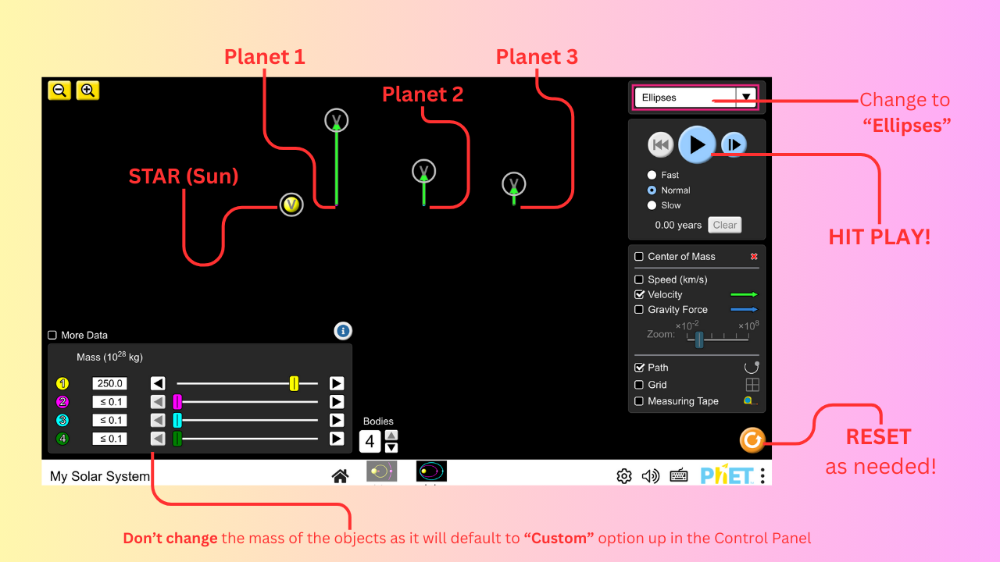 Planet 1
Planet 3
Planet 2
STAR (Sun)
V
V
V
V
Ellipses
Change to
“Ellipses”
Fast
Normal
Slow
0.00 years
Clear
HIT PLAY!
Center of Mass
Speed (km/s)
Velocity
Gravity Force
×10-2
×108
Zoom:
Path
Grid
Measuring Tape
More Data
i
Mass (1028 kg)
1
250.0
2
≤ 0.1
3
≤ 0.1
4
≤ 0.1
Bodies
4
RESET
as needed!
My Solar System
PhET
Don’t change the mass of the objects as it will default to “Custom” option up in the Control Panel